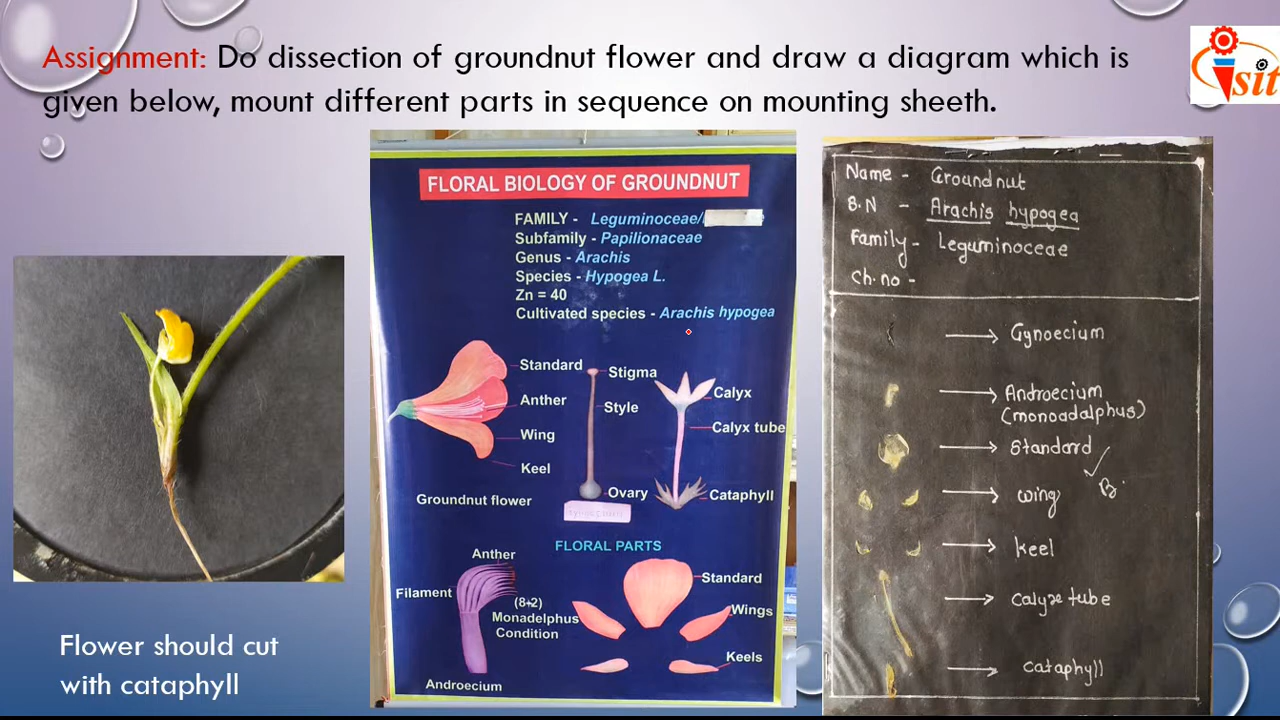 Assignment: Do dissection of groundnut flower and draw a diagram which is
given below, mount different parts in sequence on mounting sheeth.
isit
FLORAL BIOLOGY OF GROUNDNUT
FAMILY - Leguminoceae/
Subfamily - Papilionaceae
Genus - Arachis
Species - Hypogea L.
Zn = 40
Cultivated species - Arachis hypogea
Standard
Anther
Wing
Keel
Groundnut flower
Stigma
Style
Ovary
Calyx
Calyx tube
Cataphyll
FLORAL PARTS
Anther
Filament
(8+2)
Monadelphus
Condition
Androecium
Standard
Wings
Keels
Name - Groundnut
B.N - Arachis hypogea
Family - Leguminoceae
Ch.no -
Gynoecium
Androecium
(monoadalphus)
Standard
wing
keel
Calyxe tube
Cataphyll
Flower should cut
with cataphyll